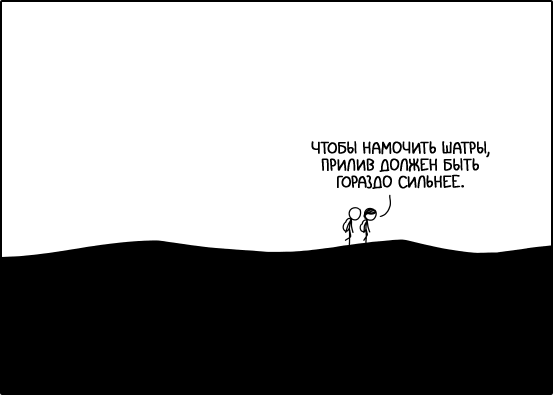 ЧТОБЫ НАМОЧИТЬ ШАТРЫ,
ПРИЛИВ ДОЛЖЕН БЫТЬ
ГОРАЗДО СИЛЬНЕЕ.